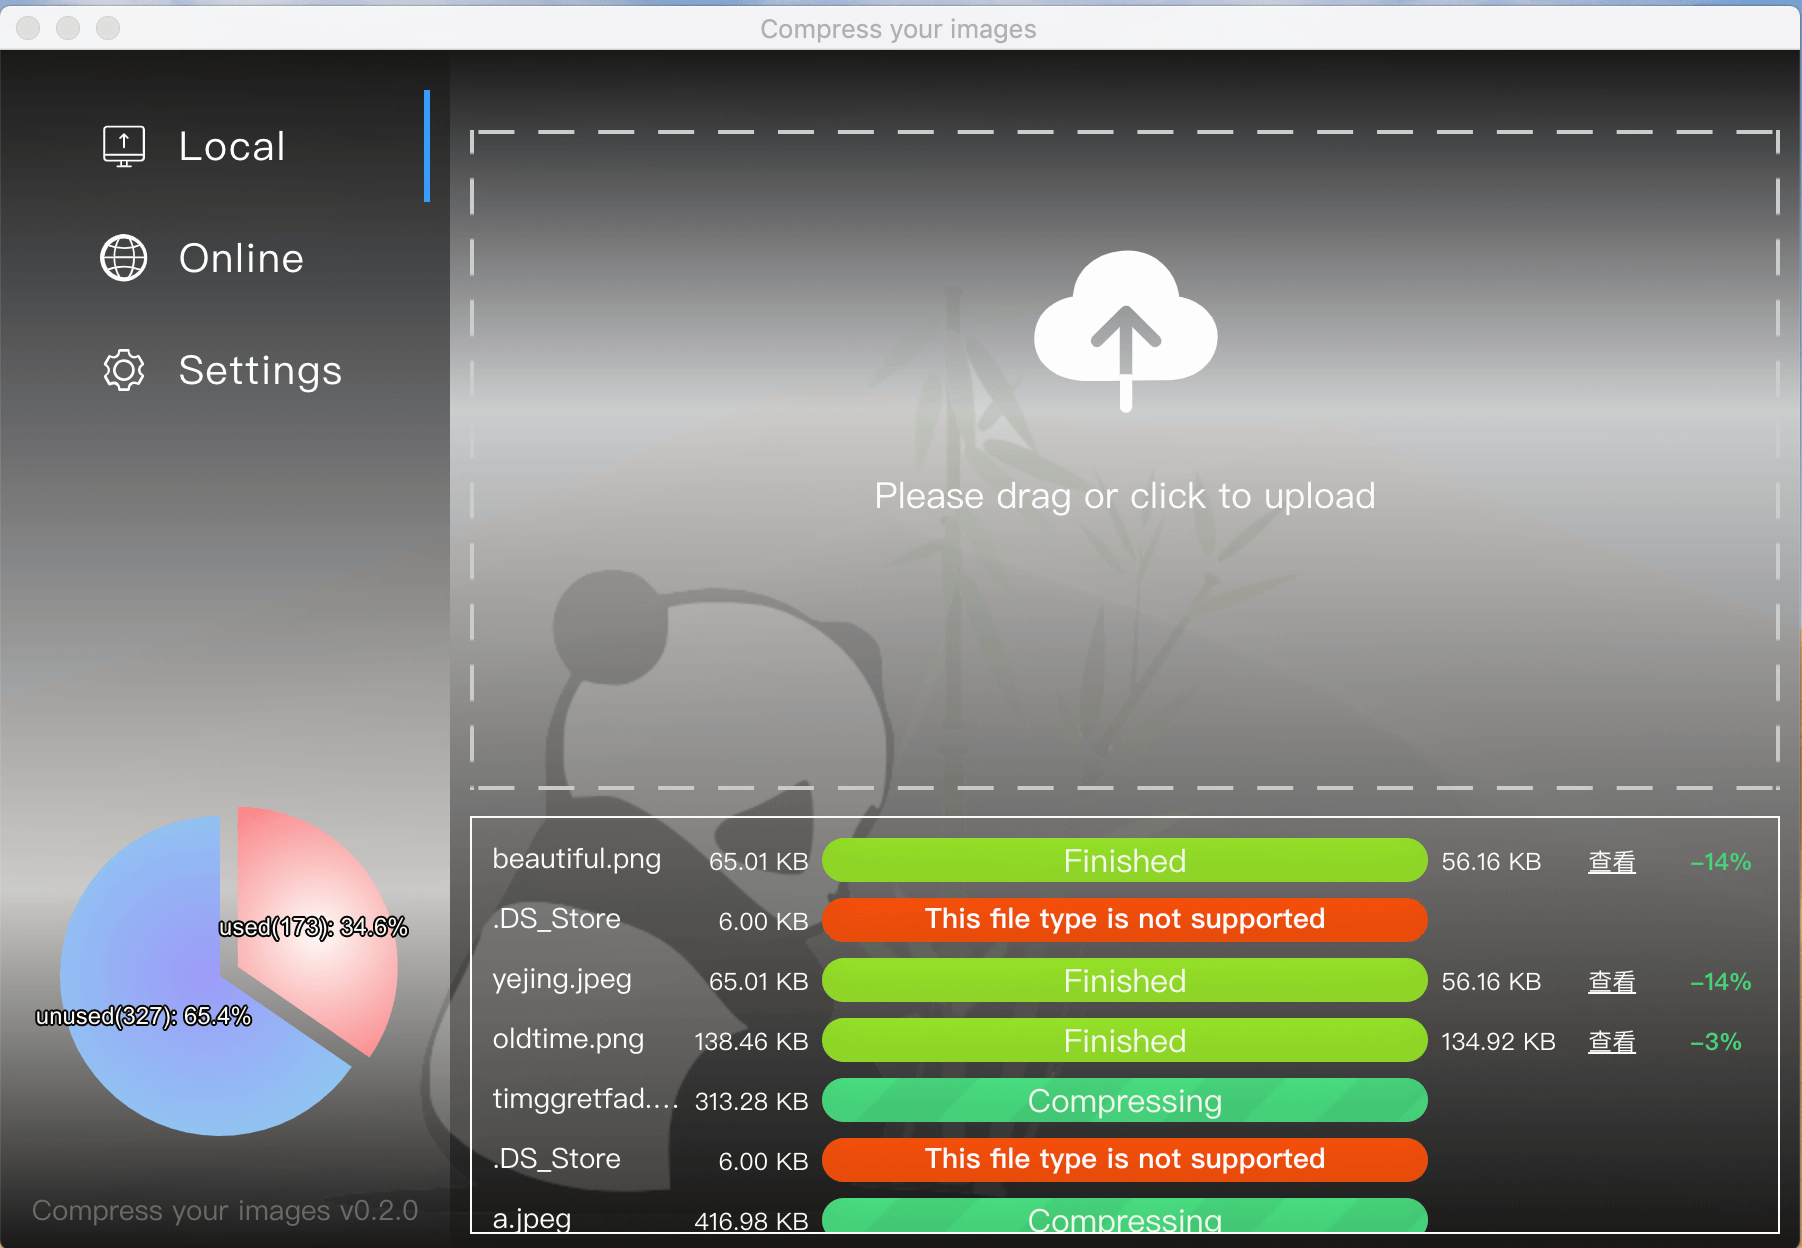 Compress your images
Local
Online
Settings
Please drag or click to upload
used(173): 34.6%
unused(327): 65.4%
Compress your images v0.2.0
beautiful.png 65.01 KB Finished 56.16 KB 查看 -14%
.DS_Store 6.00 KB This file type is not supported
yejing.jpeg 65.01 KB Finished 56.16 KB 查看 -14%
oldtime.png 138.46 KB Finished 134.92 KB 查看 -3%
timggretfad.... 313.28 KB Compressing
.DS_Store 6.00 KB This file type is not supported
a.jpeg 416.98 KB Compressing